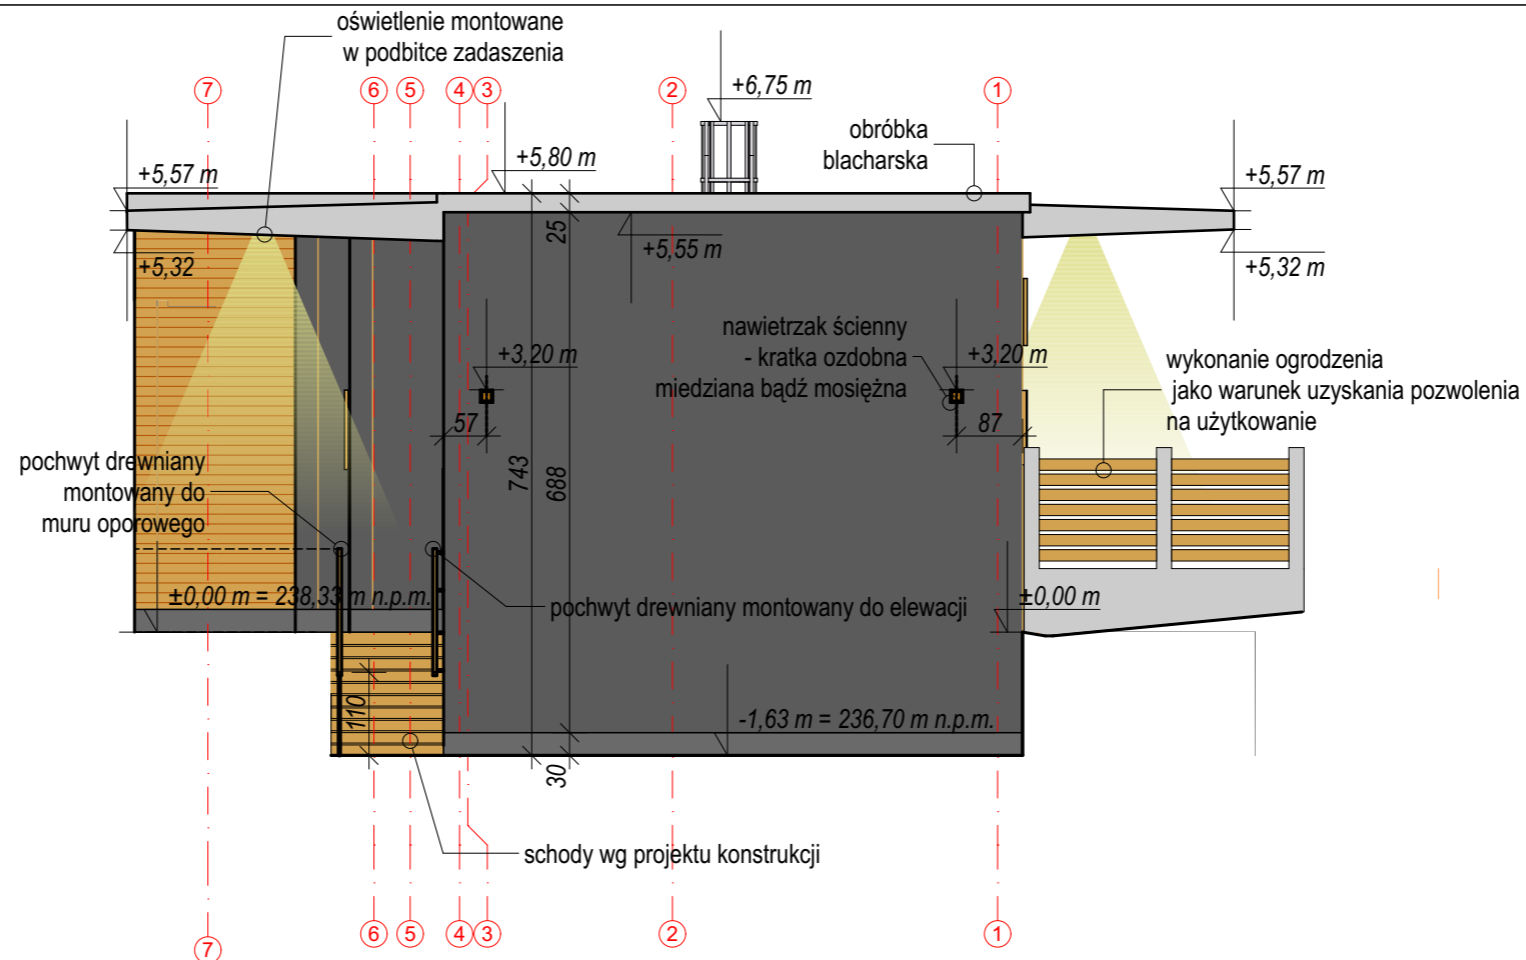 oświetlenie montowane
w podbitce zadaszenia
7
6
5
4
3
2
1
+6,75 m
obróbka
blacharska
+5,80 m
+5,57 m
+5,57 m
25
+5,55 m
+5,32
+5,32 m
nawietrzak ścienny
- kratka ozdobna
miedziana bądź mosiężna
+3,20 m
+3,20 m
wykonanie ogrodzenia
jako warunek uzyskania pozwolenia
na użytkowanie
57
87
743
688
pochwyt drewniany
montowany do
muru oporowego
±0,00 m = 238,33 m n.p.m.
pochwyt drewniany montowany do elewacji
±0,00 m
110
-1,63 m = 236,70 m n.p.m.
30
schody wg projektu konstrukcji
7
6
5
4
3
2
1